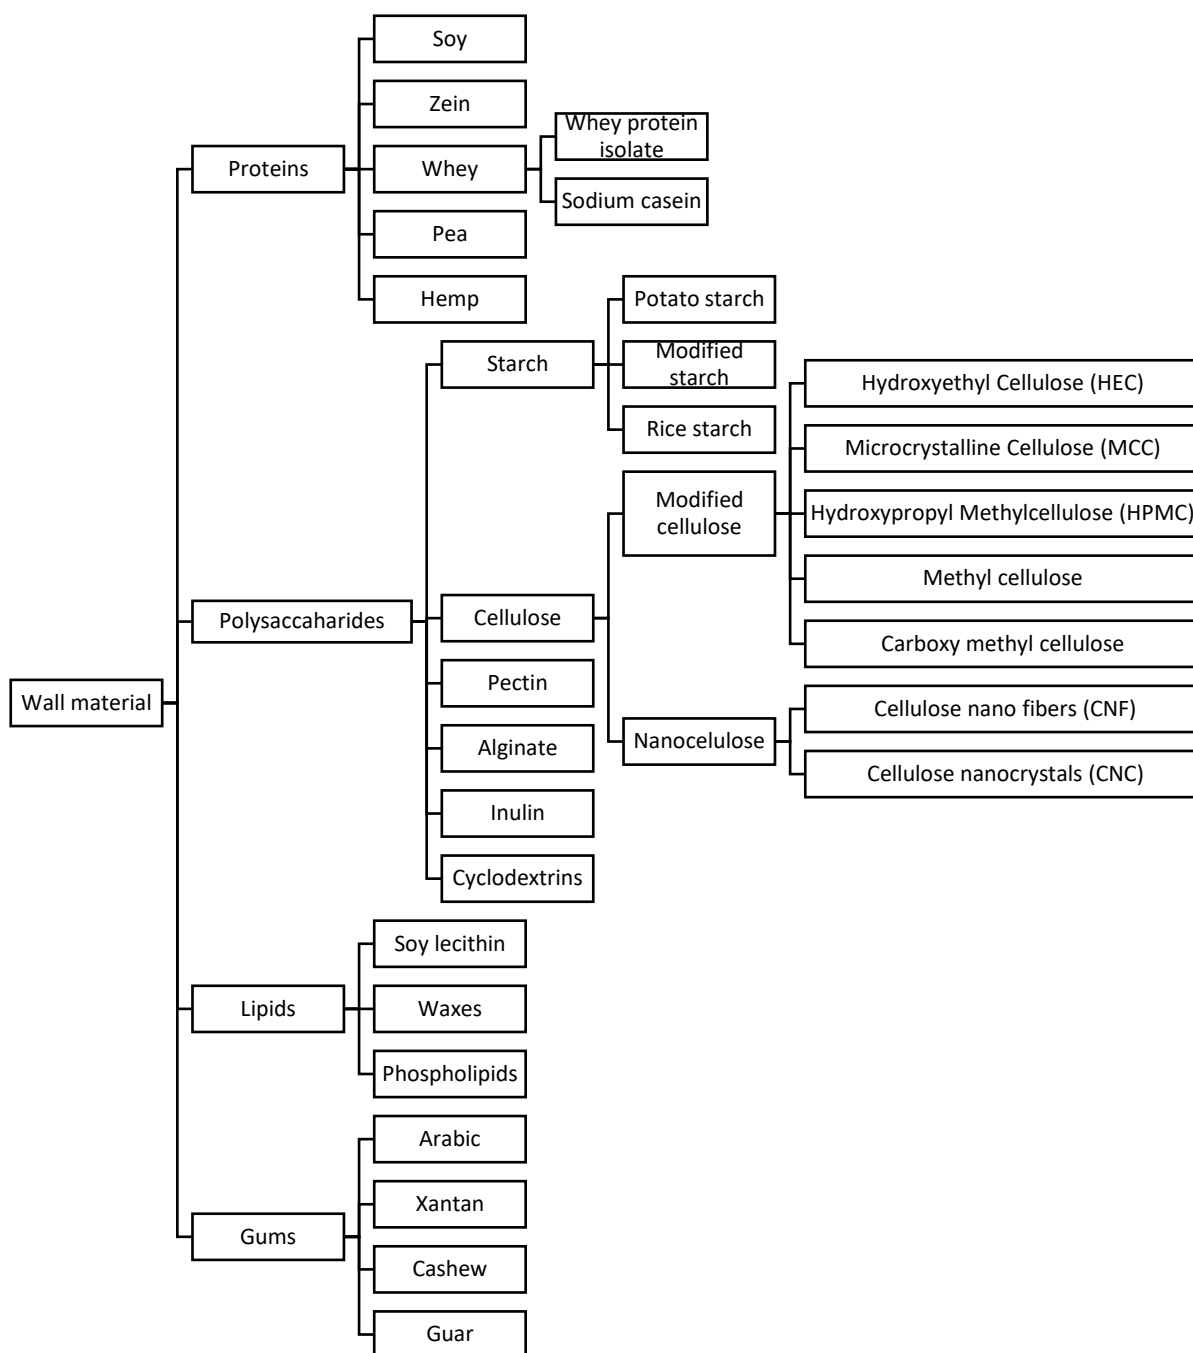 Wall material
Proteins
Soy
Zein
Whey
Whey protein
isolate
Sodium casein
Pea
Hemp
Polysaccaharides
Starch
Potato starch
Modified
starch
Rice starch
Cellulose
Modified
cellulose
Hydroxyethyl Cellulose (HEC)
Microcrystalline Cellulose (MCC)
Hydroxypropyl Methylcellulose (HPMC)
Methyl cellulose
Carboxy methyl cellulose
Nanocelulose
Cellulose nano fibers (CNF)
Cellulose nanocrystals (CNC)
Pectin
Alginate
Inulin
Cyclodextrins
Lipids
Soy lecithin
Waxes
Phospholipids
Gums
Arabic
Xantan
Cashew
Guar